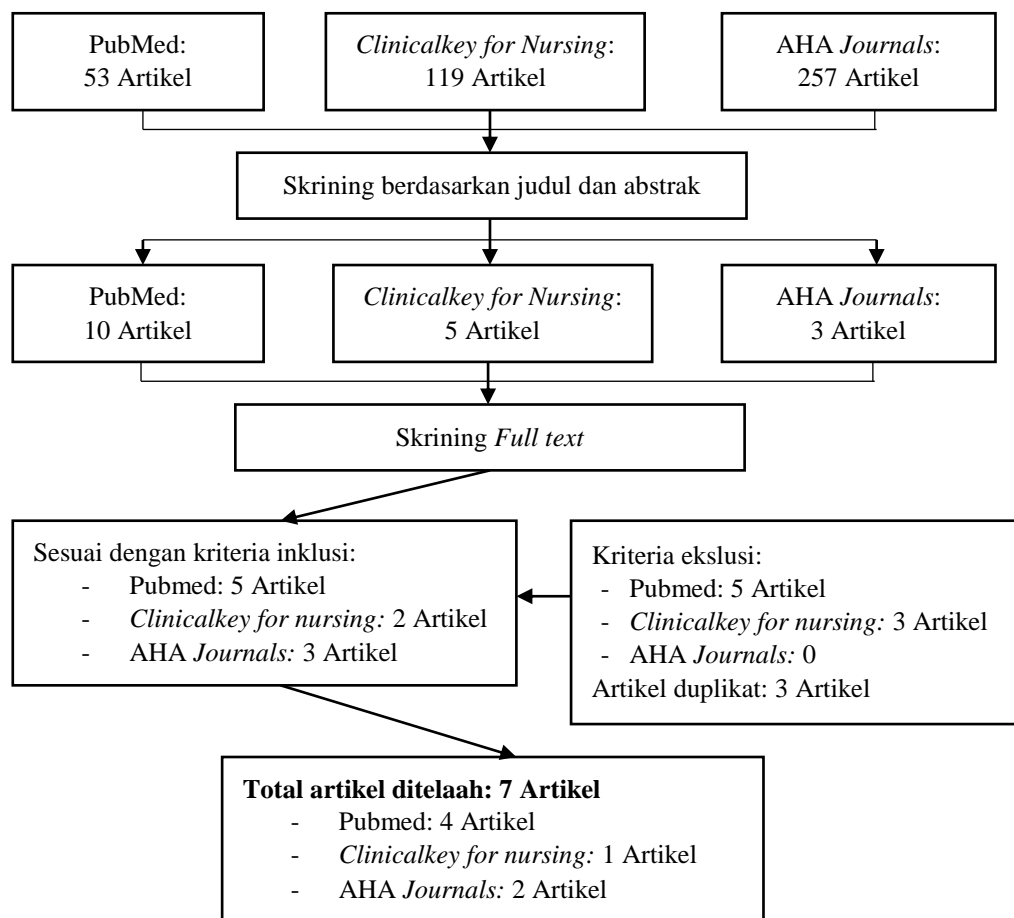 PubMed:
53 Artikel
Clinicalkey for Nursing:
119 Artikel
AHA Journals:
257 Artikel
Skrining berdasarkan judul dan abstrak
PubMed:
10 Artikel
Clinicalkey for Nursing:
5 Artikel
AHA Journals:
3 Artikel
Skrining Full text
Sesuai dengan kriteria inklusi:
- Pubmed: 5 Artikel
- Clinicalkey for nursing: 2 Artikel
- AHA Journals: 3 Artikel
Kriteria ekslusi:
- Pubmed: 5 Artikel
- Clinicalkey for nursing: 3 Artikel
- AHA Journals: 0
Artikel duplikat: 3 Artikel
Total artikel ditelaah: 7 Artikel
- Pubmed: 4 Artikel
- Clinicalkey for nursing: 1 Artikel
- AHA Journals: 2 Artikel